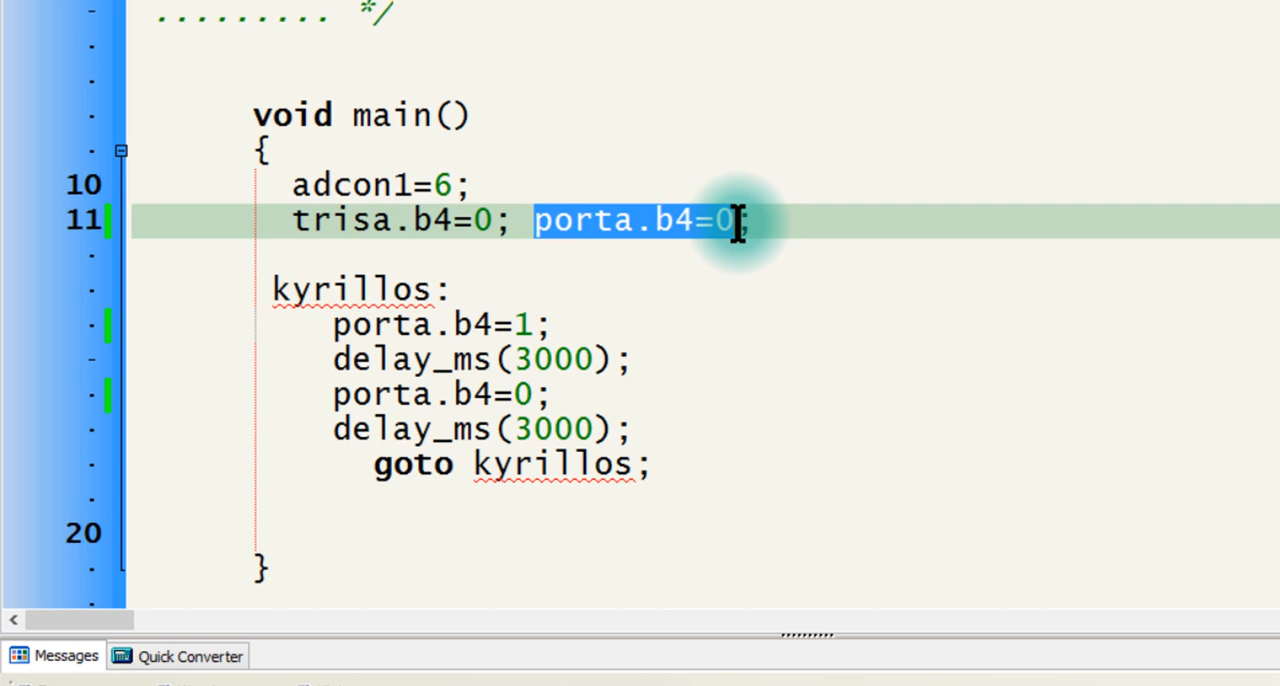 ......... */
void main()
{
10 adcon1=6;
11 trisa.b4=0; porta.b4=0;
kyrillos:
porta.b4=1;
delay_ms(3000);
porta.b4=0;
delay_ms(3000);
goto kyrillos;
20
}
Messages Quick Converter